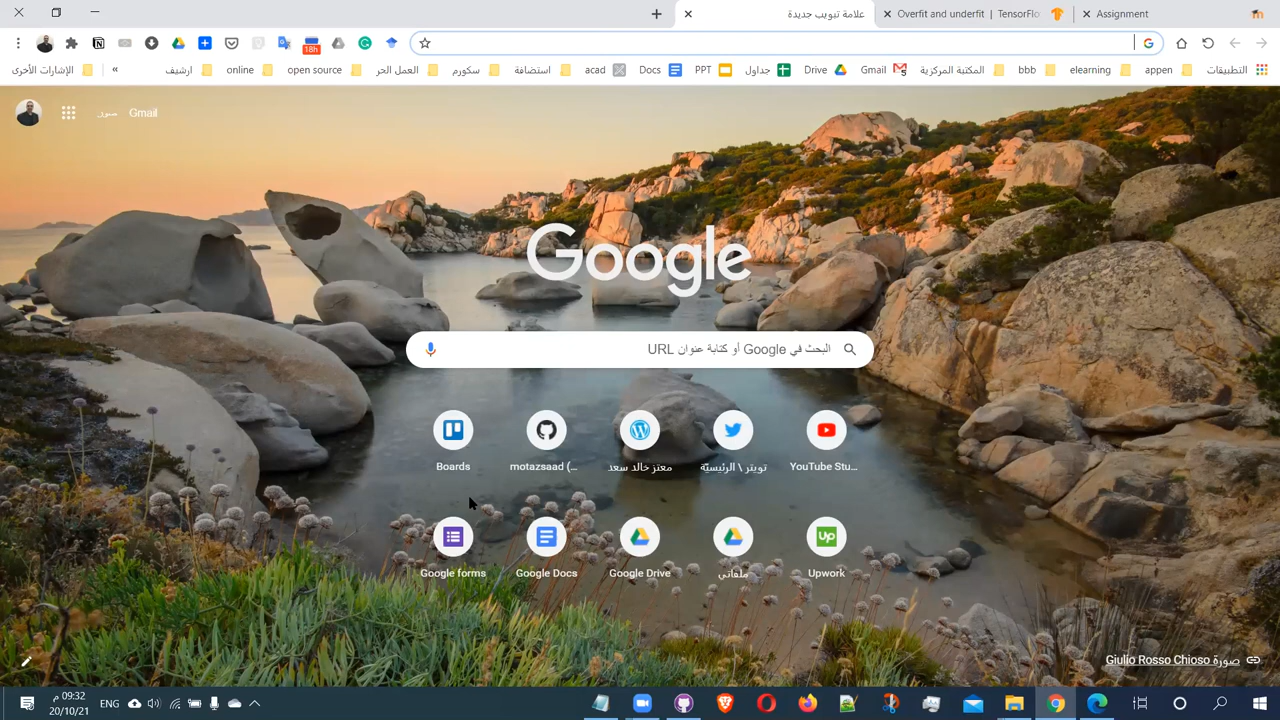 علامة تبويب جديدة
Overfit and underfit | TensorFlo
Assignment
18h
التطبيقات
appen
elearning
bbb
المكتبة المركزية
Gmail
Drive
جداول
PPT
Docs
acad
استضافة
سكورم
العمل الحر
open source
online
ارشيف
»
الإشارات الأخرى
Gmail
صور
Google
البحث في Google أو كتابة عنوان URL
Boards
motazsaad (...
معتز خالد سعد
تويتر \ الرئيسيّة
YouTube Stu...
Google forms
Google Docs
Google Drive
ملفاتي
Upwork
صورة Giulio Rosso Chioso
09:32 م
20/10/21
ENG